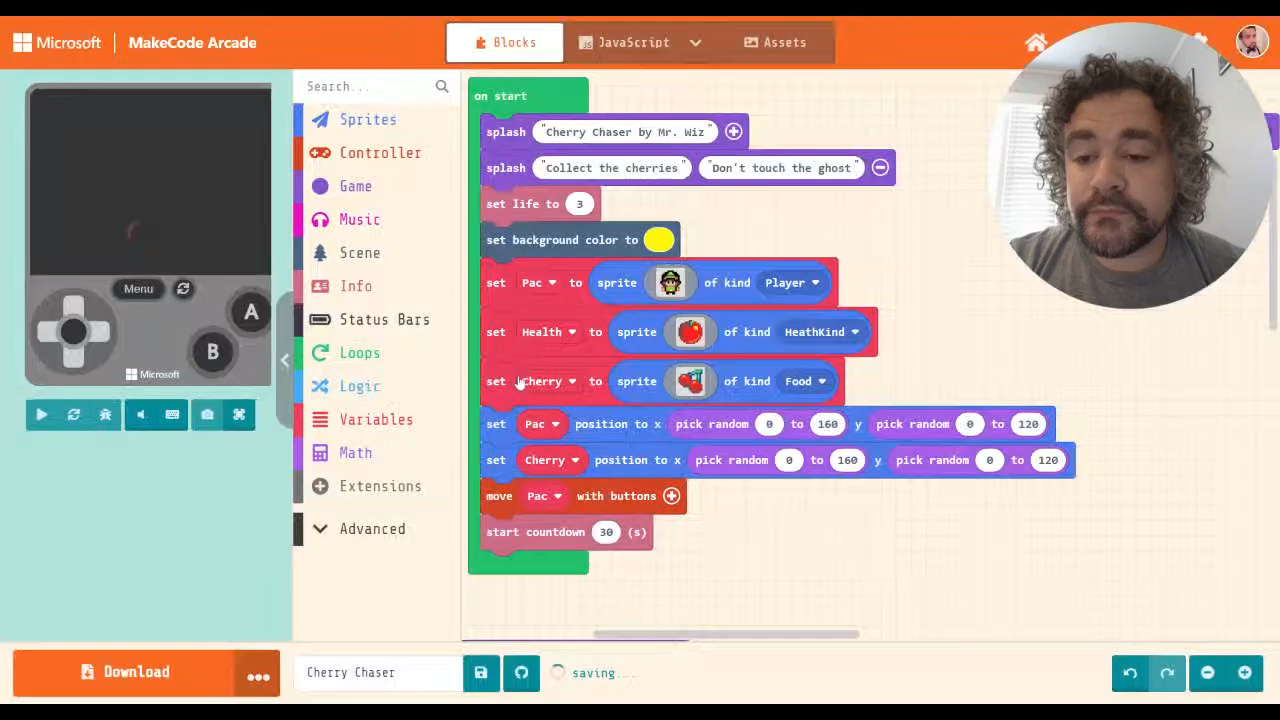 Microsoft | MakeCode Arcade
Blocks
JavaScript
Assets
Menu
A
B
Microsoft
Search...
Sprites
Controller
Game
Music
Scene
Info
Status Bars
Loops
Logic
Variables
Math
Extensions
Advanced
on start
splash "Cherry Chaser by Mr. Wiz"
splash "Collect the cherries" "Don't touch the ghost"
set life to 3
set background color to
set Pac to sprite of kind Player
set Health to sprite of kind HeathKind
set Cherry to sprite of kind Food
set Pac position to x pick random 0 to 160 y pick random 0 to 120
set Cherry position to x pick random 0 to 160 y pick random 0 to 120
move Pac with buttons
start countdown 30 (s)
Download
Cherry Chaser
saving...